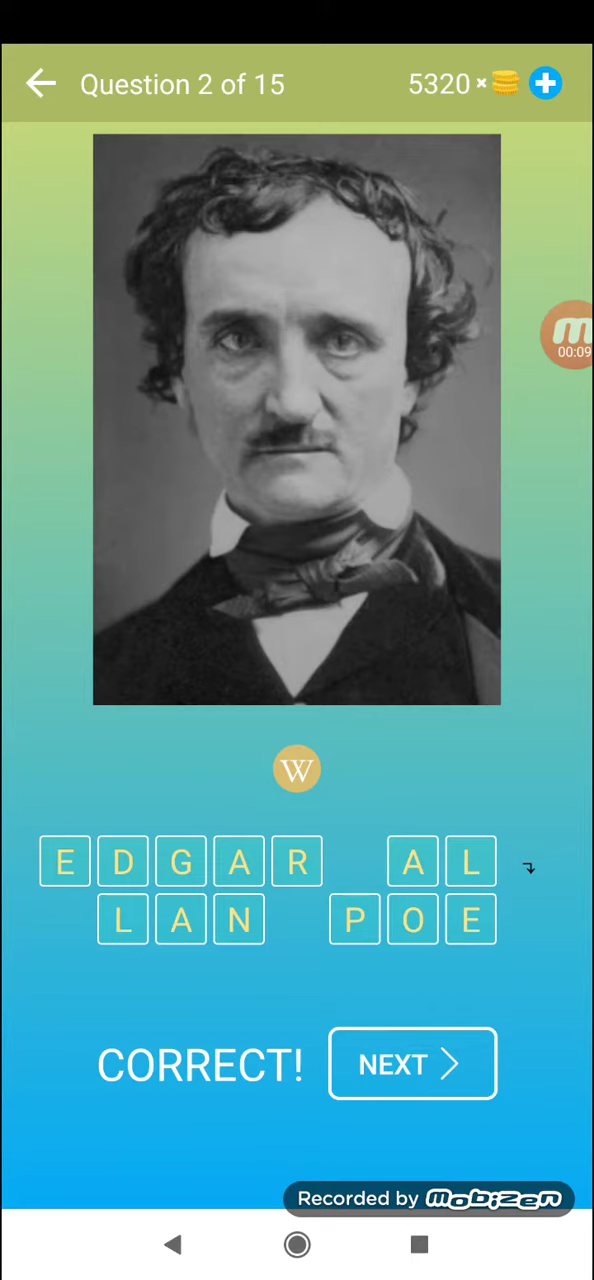 Question 2 of 15
5320 ×
00:09
W
EDGAR AL
LAN POE
CORRECT! NEXT
Recorded by mobizen